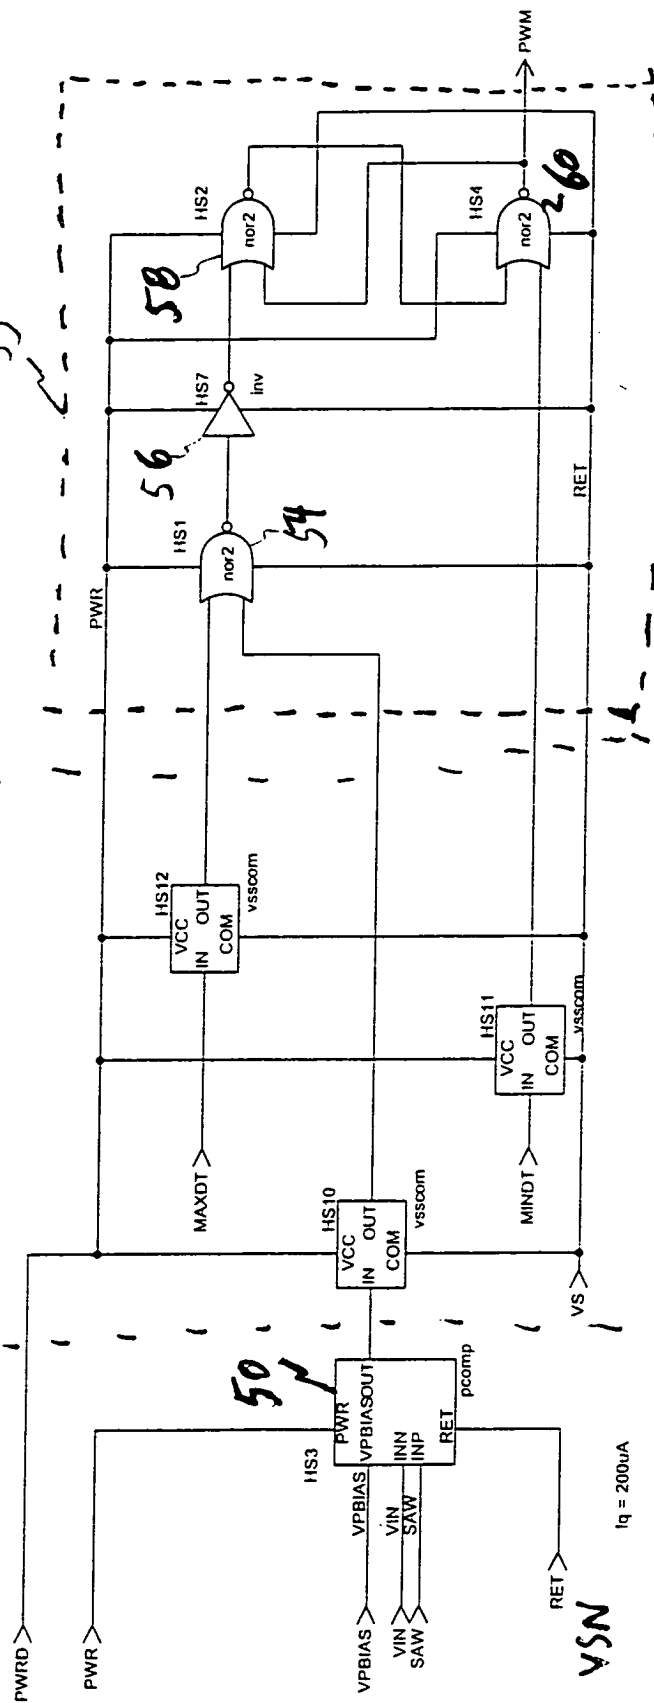 PWRD
PWR
VPBIAS
VIN
SAW
RET
VSN
Iq = 200uA
HS3
50
PWR
VPBIAS
VPBIASOUT
VIN
INN
SAW
INP
RET
pcomp
HS10
VCC
IN OUT
COM
vsscom
VS
MAXDT
HS12
VCC
IN OUT
COM
vsscom
MINDT
HS11
VCC
IN OUT
COM
vsscom
PWR
RET
HS1
nor2
54
56
HS7
inv
58
HS2
nor2
HS4
nor2
60
PWM